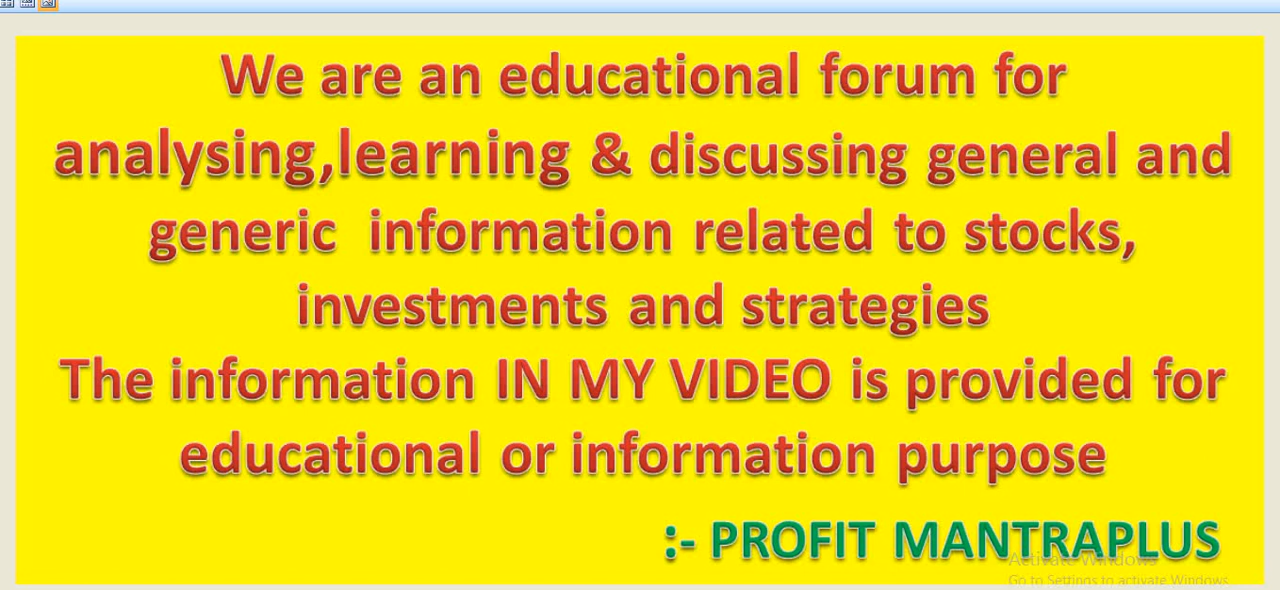 We are an educational forum for
analysing,learning & discussing general and
generic information related to stocks,
investments and strategies
The information IN MY VIDEO is provided for
educational or information purpose
:- PROFIT MANTRAPLUS
Activate Windows
Go to Settings to activate Windows.